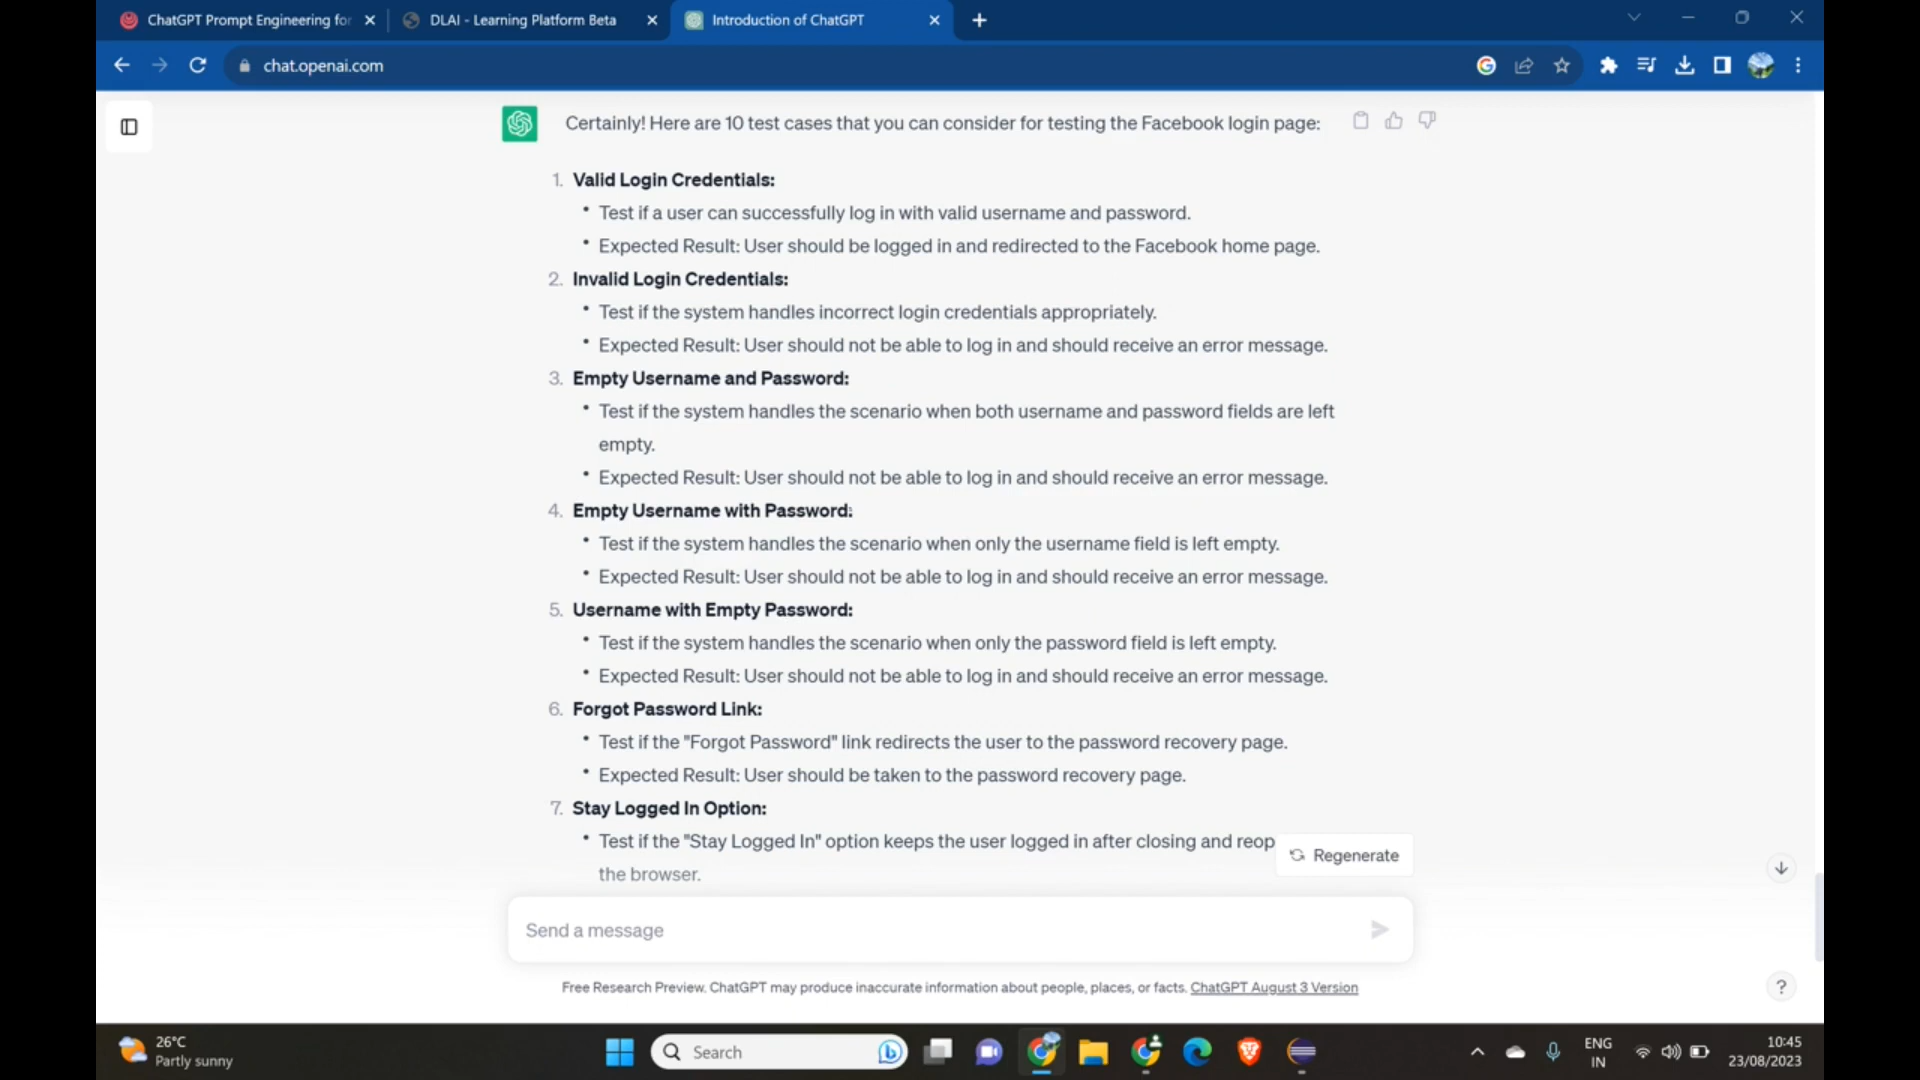 ChatGPT Prompt Engineering for
DLAI - Learning Platform Beta
Introduction of ChatGPT
chat.openai.com
Certainly! Here are 10 test cases that you can consider for testing the Facebook login page:
1. Valid Login Credentials:
• Test if a user can successfully log in with valid username and password.
• Expected Result: User should be logged in and redirected to the Facebook home page.
2. Invalid Login Credentials:
• Test if the system handles incorrect login credentials appropriately.
• Expected Result: User should not be able to log in and should receive an error message.
3. Empty Username and Password:
• Test if the system handles the scenario when both username and password fields are left
empty.
• Expected Result: User should not be able to log in and should receive an error message.
4. Empty Username with Password:
• Test if the system handles the scenario when only the username field is left empty.
• Expected Result: User should not be able to log in and should receive an error message.
5. Username with Empty Password:
• Test if the system handles the scenario when only the password field is left empty.
• Expected Result: User should not be able to log in and should receive an error message.
6. Forgot Password Link:
• Test if the "Forgot Password" link redirects the user to the password recovery page.
• Expected Result: User should be taken to the password recovery page.
7. Stay Logged In Option:
• Test if the "Stay Logged In" option keeps the user logged in after closing and reop
the browser.
Regenerate
Send a message
Free Research Preview. ChatGPT may produce inaccurate information about people, places, or facts. ChatGPT August 3 Version
?
26°C
Partly sunny
Search
ENG
IN
10:45
23/08/2023